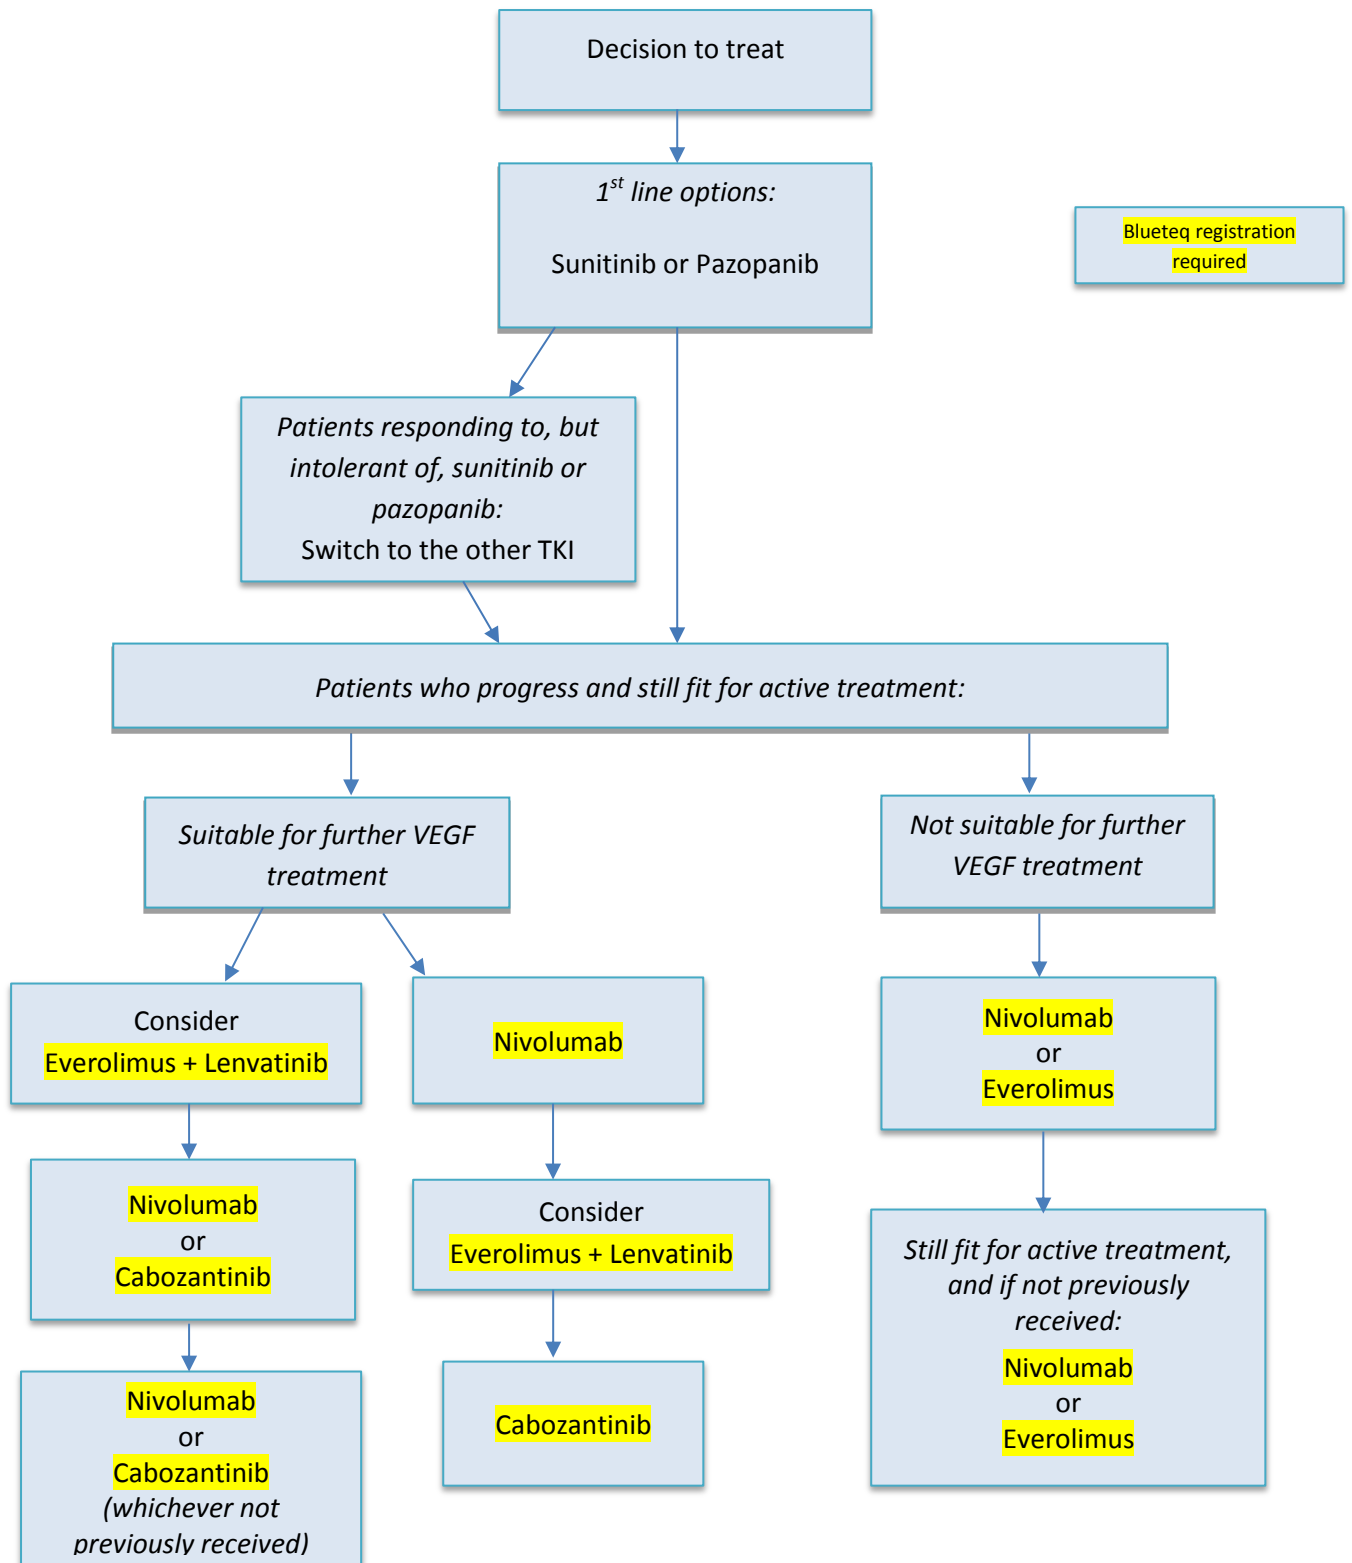 Decision to treat
1st line options:
Sunitinib or Pazopanib
Blueteq registration
required
Patients responding to, but
intolerant of, sunitinib or
pazopanib:
Switch to the other TKI
Patients who progress and still fit for active treatment:
Suitable for further VEGF
treatment
Not suitable for further
VEGF treatment
Consider
Everolimus + Lenvatinib
Nivolumab
Nivolumab
or
Everolimus
Nivolumab
or
Cabozantinib
Consider
Everolimus + Lenvatinib
Still fit for active treatment,
and if not previously
received:
Nivolumab
or
Everolimus
Nivolumab
or
Cabozantinib
(whichever not
previously received)
Cabozantinib